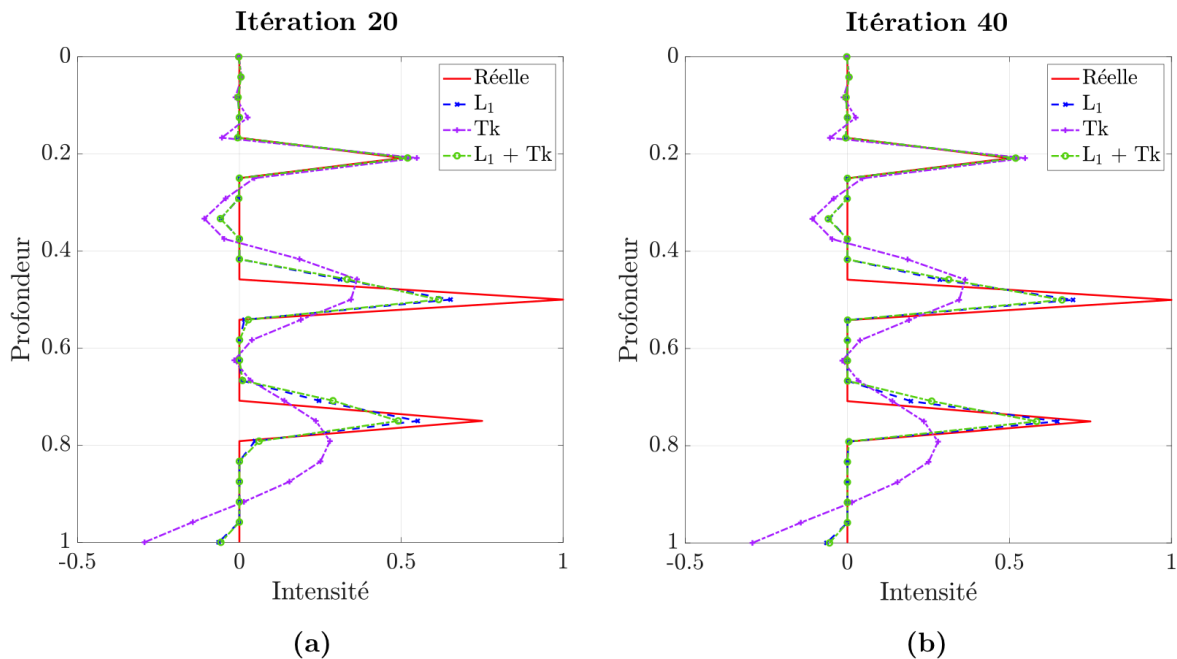 Itération 20
0
0.2
0.4
0.6
0.8
1
Profondeur
-0.5
0
0.5
1
Intensité
Réelle
L₁
Tk
L₁ + Tk
(a)
Itération 40
0
0.2
0.4
0.6
0.8
1
Profondeur
-0.5
0
0.5
1
Intensité
Réelle
L₁
Tk
L₁ + Tk
(b)